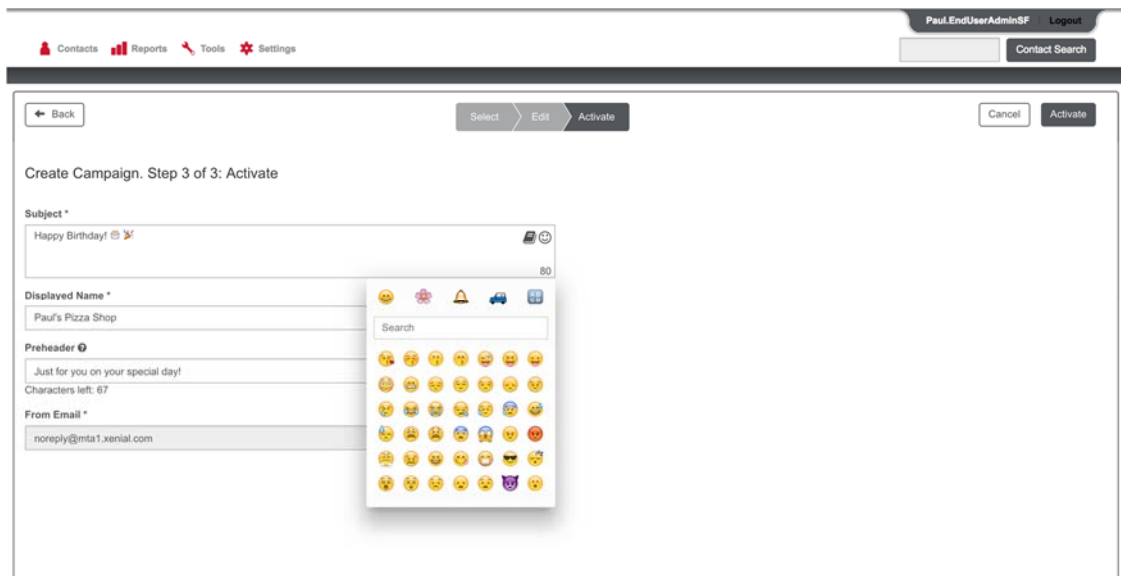 Paul.EndUserAdminSF Logout
Contacts Reports Tools Settings
Contact Search
Back
Select Edit Activate
Cancel Activate
Create Campaign. Step 3 of 3: Activate
Subject *
Happy Birthday! 🎂 🎉
80
Displayed Name *
Paul's Pizza Shop
Search
Preheader
Just for you on your special day!
Characters left: 67
From Email *
noreply@mta1.xenial.com